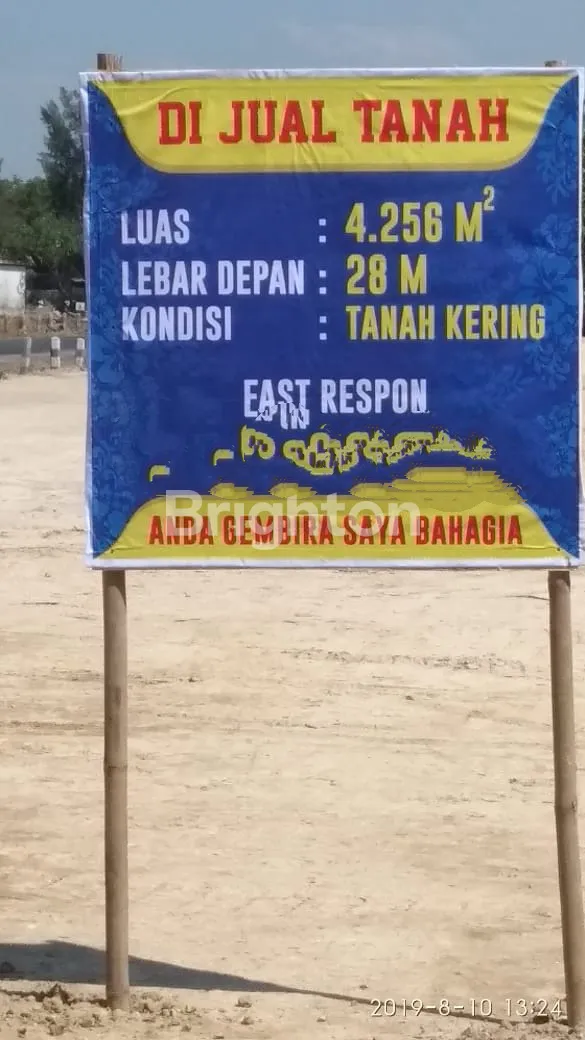 DI JUAL TANAH
LUAS : 4.256 M²
LEBAR DEPAN : 28 M
KONDISI : TANAH KERING
EAST RESPON
Brighton
ANDA GEMBIRA SAYA BAHAGIA
2019-8-10 13:24